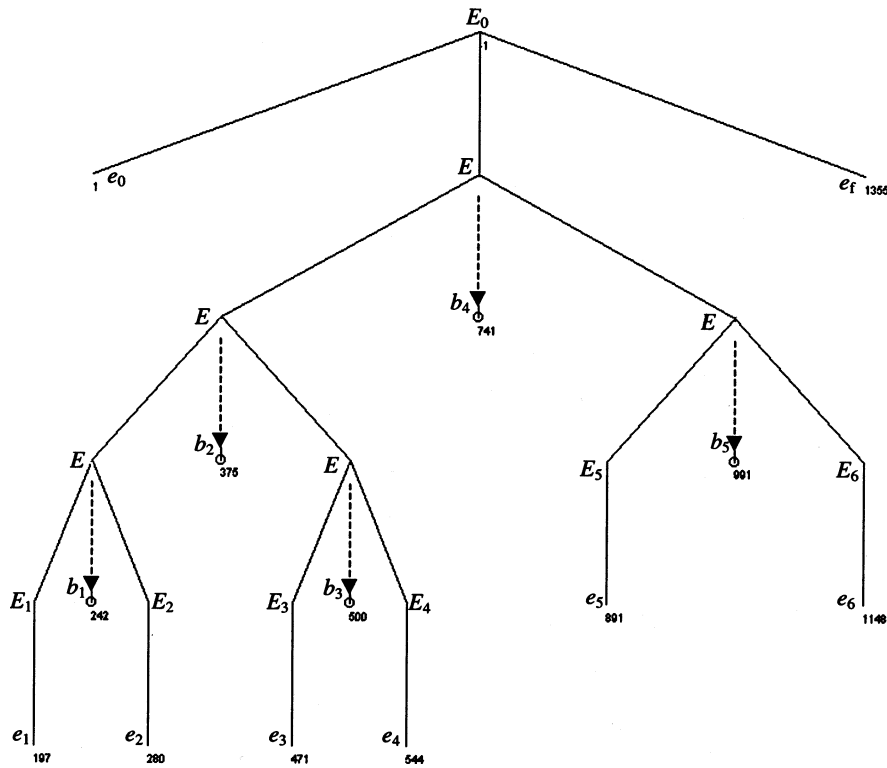 E₀
1
1 e₀
e_f 1355
E
b₄
741
E
E
b₂
375
b₅
991
E
E
E₅
E₆
b₁
242
b₃
500
E₁
E₂
E₃
E₄
e₅
891
e₆
1148
e₁
197
e₂
280
e₃
471
e₄
544